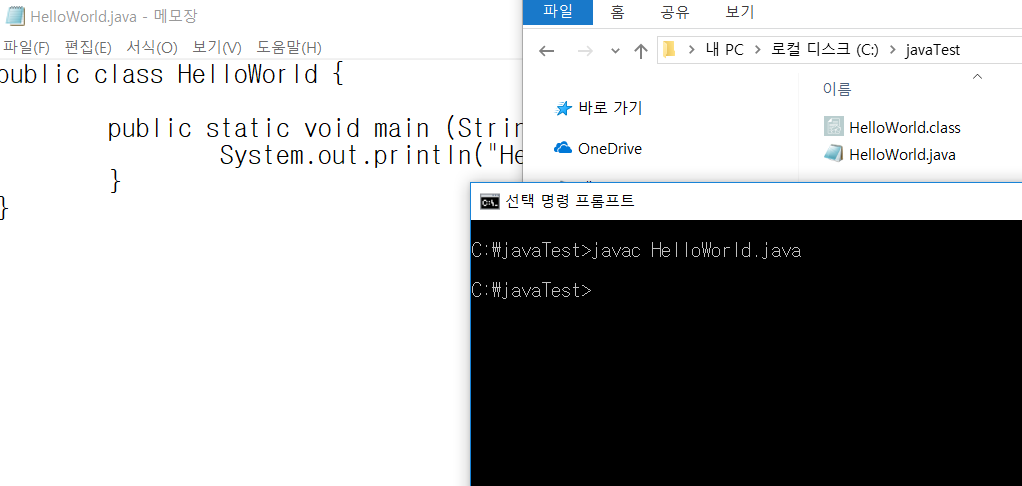 HelloWorld.java - 메모장
파일(F) 편집(E) 서식(O) 보기(V) 도움말(H)
public class HelloWorld {
public static void main (Strin
System.out.println("He
}
}
파일 홈 공유 보기
내 PC > 로컬 디스크 (C:) > javaTest
바로 가기
OneDrive
이름
HelloWorld.class
HelloWorld.java
선택 명령 프롬프트
C:₩javaTest>javac HelloWorld.java
C:₩javaTest>